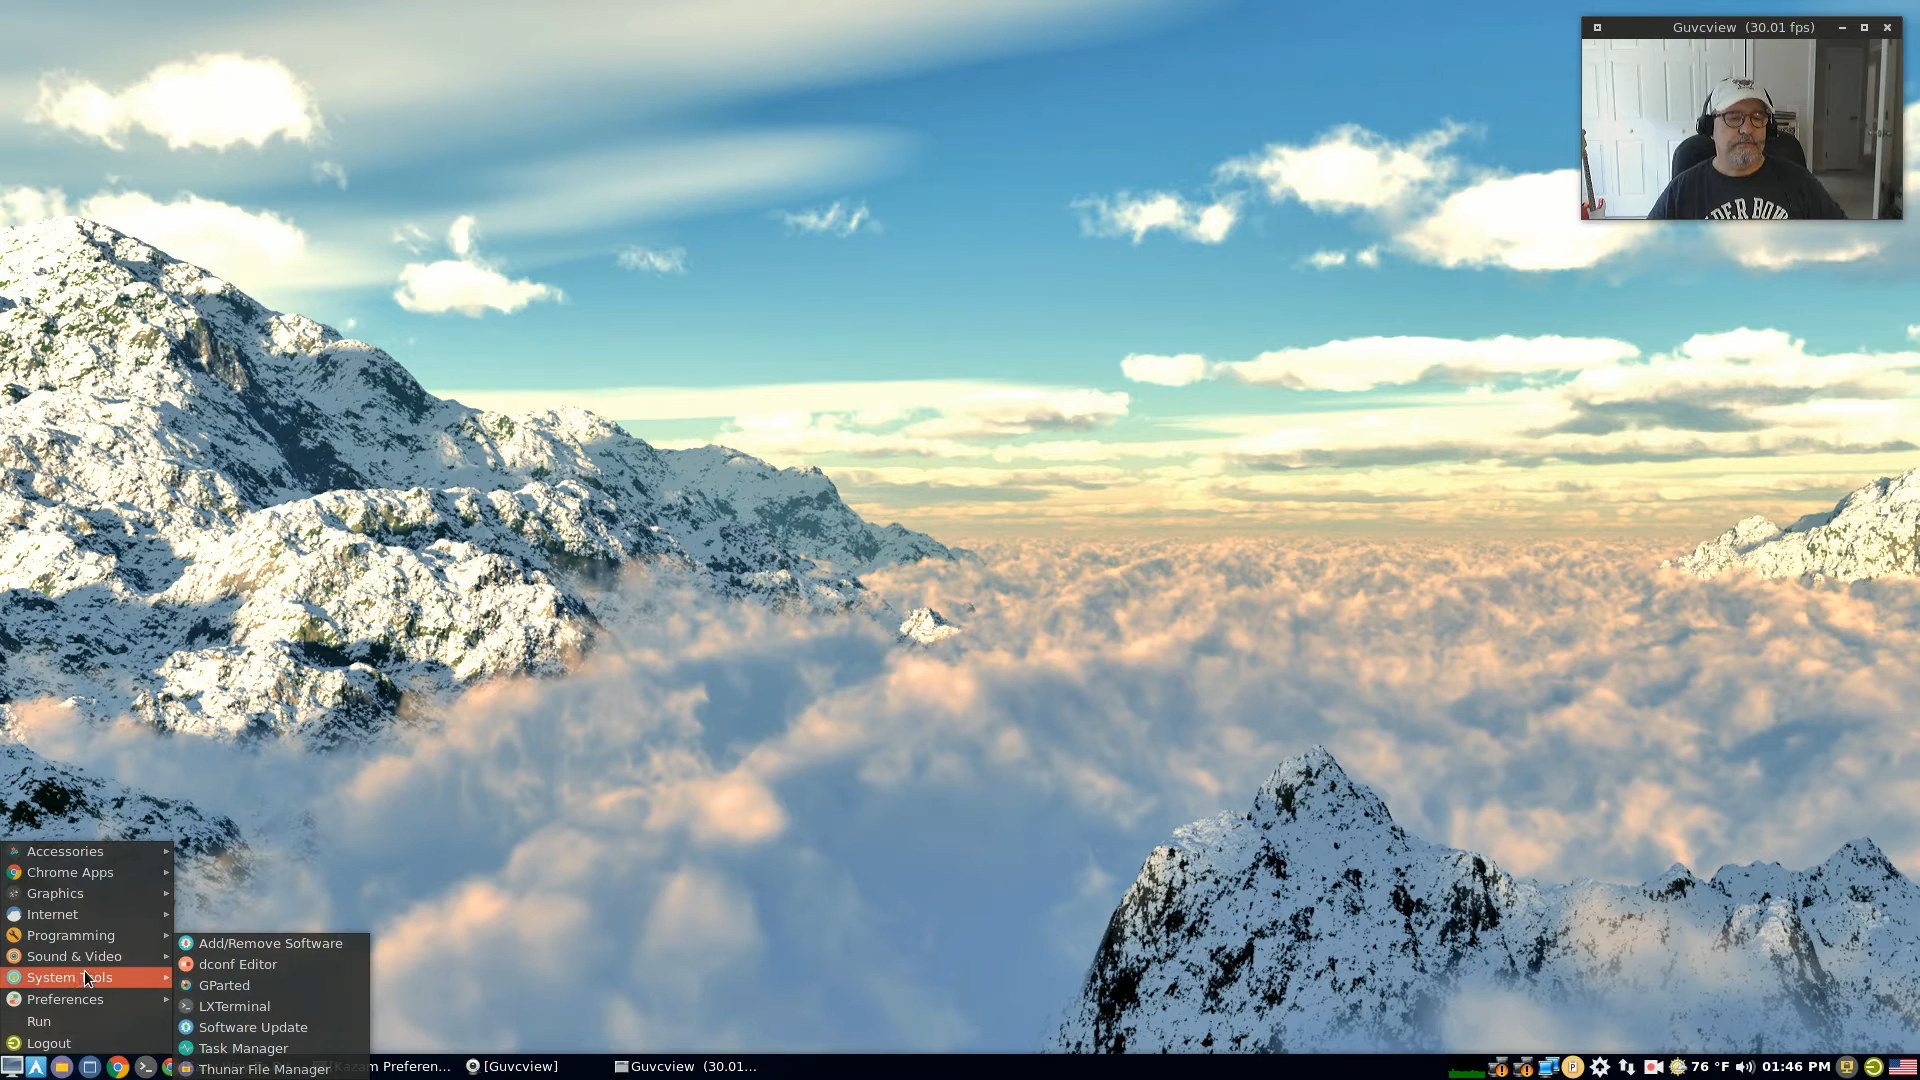 Guvcview (30.01 fps)
Accessories
Chrome Apps
Graphics
Internet
Programming
Sound & Video
System Tools
Preferences
Run
Logout
Add/Remove Software
dconf Editor
GParted
LXTerminal
Software Update
Task Manager
Thunar File Manager
Kazam Preferen...
[Guvcview]
Guvcview (30.01...
76 °F
01:46 PM